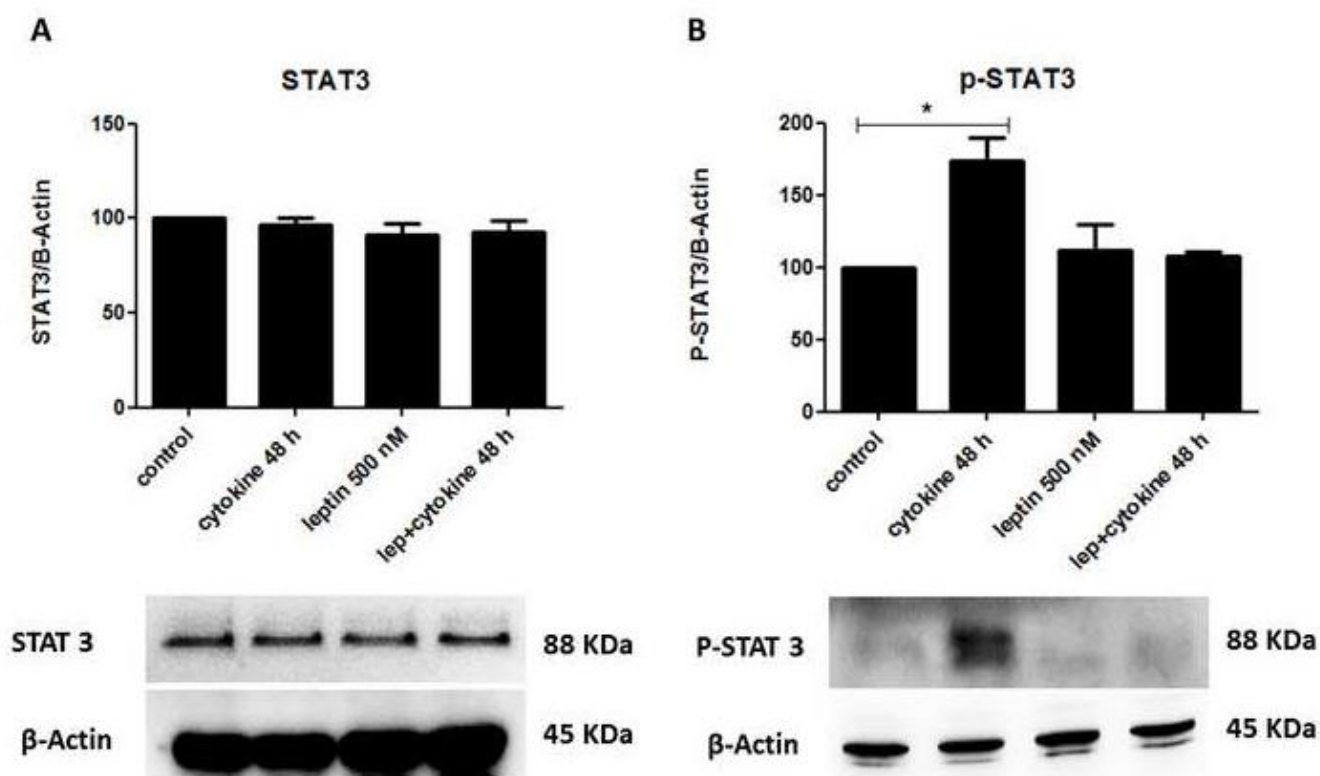 A
STAT3
STAT3/B-Actin
150
100
50
0
control
cytokine 48 h
leptin 500 nM
lep+cytokine 48 h
STAT 3
88 KDa
β-Actin
45 KDa
B
p-STAT3
P-STAT3/B-Actin
*
200
150
100
50
0
control
cytokine 48 h
leptin 500 nM
lep+cytokine 48 h
P-STAT 3
88 KDa
β-Actin
45 KDa